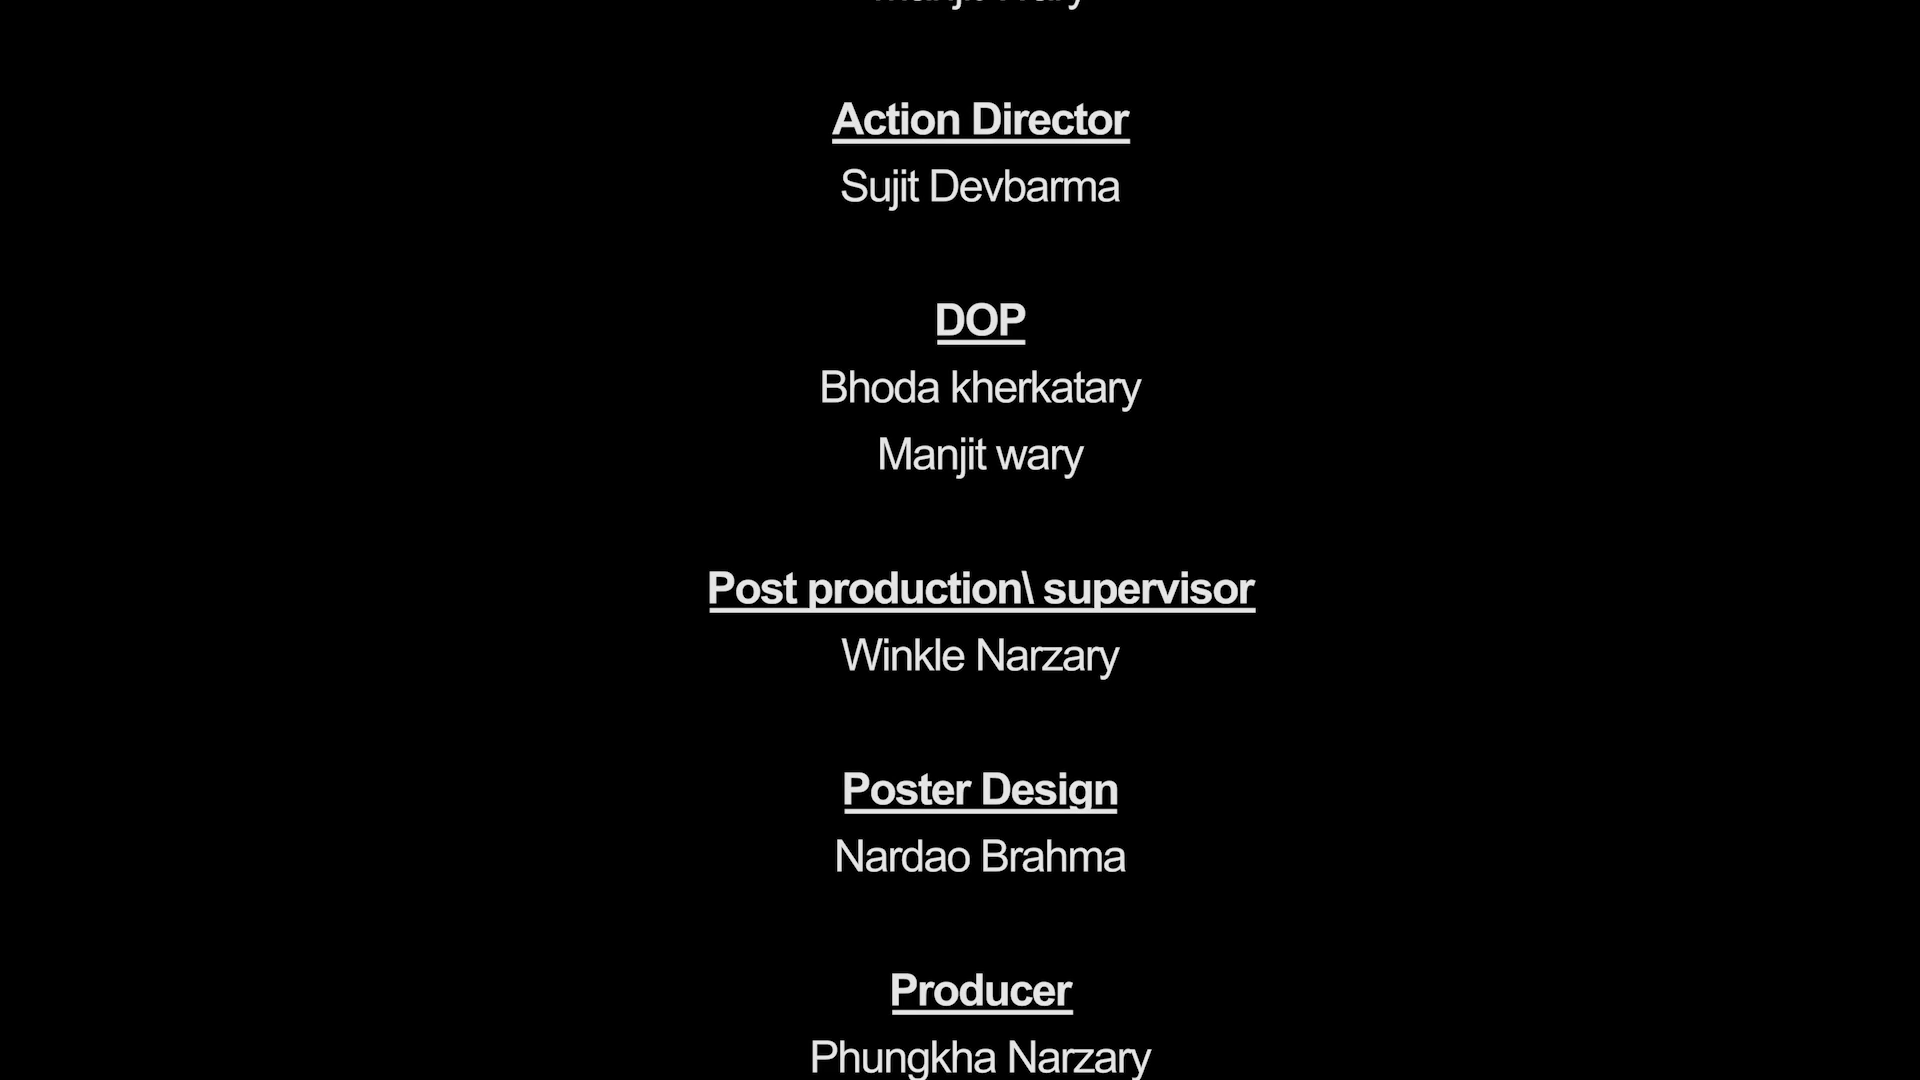 Action Director
Sujit Devbarma
DOP
Bhoda kherkatary
Manjit wary
Post production\ supervisor
Winkle Narzary
Poster Design
Nardao Brahma
Producer
Phungkha Narzary